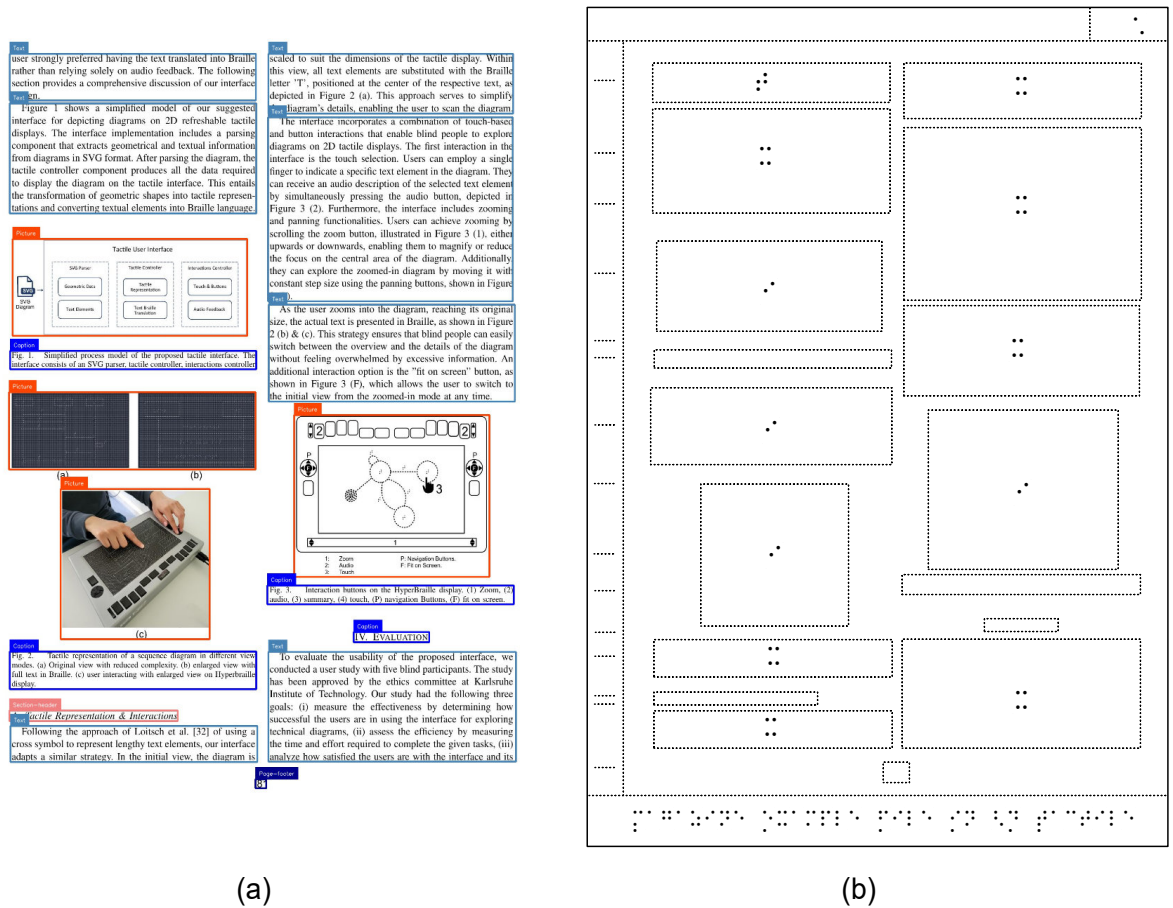 Text
user strongly preferred having the text translated into Braille
rather than relying solely on audio feedback. The following
section provides a comprehensive discussion of our interface
Text
Figure 1 shows a simplified model of our suggested
interface for depicting diagrams on 2D refreshable tactile
displays. The interface implementation includes a parsing
component that extracts geometrical and textual information
from diagrams in SVG format. After parsing the diagram, the
tactile controller component produces all the data required
to display the diagram on the tactile interface. This entails
the transformation of geometric shapes into tactile represen-
tations and converting textual elements into Braille language.
Picture
Tactile User Interface
SVG Parser
Tactile Controller
Interactions Controller
SVG
SVG
Diagram
Geometric Data
Tactile
Representation
Touch & Buttons
Text Elements
Text Braille
Translation
Audio Feedback
Caption
Fig. 1. Simplified process model of the proposed tactile interface. The
interface consists of an SVG parser, tactile controller, interactions controller
Picture
(a)
(b)
Picture
(c)
Caption
Fig. 2. Tactile representation of a sequence diagram in different view
modes. (a) Original view with reduced complexity. (b) enlarged view with
full text in Braille. (c) user interacting with enlarged view on Hyperbraille
display.
Section-header
Tactile Representation & Interactions
Text
Following the approach of Loitsch et al. [32] of using a
cross symbol to represent lengthy text elements, our interface
adapts a similar strategy. In the initial view, the diagram is
Text
scaled to suit the dimensions of the tactile display. Within
this view, all text elements are substituted with the Braille
letter 'T', positioned at the center of the respective text, as
depicted in Figure 2 (a). This approach serves to simplify
diagram's details, enabling the user to scan the diagram.
Text
The interface incorporates a combination of touch-based
and button interactions that enable blind people to explore
diagrams on 2D tactile displays. The first interaction in the
interface is the touch selection. Users can employ a single
finger to indicate a specific text element in the diagram. They
can receive an audio description of the selected text element
by simultaneously pressing the audio button, depicted in
Figure 3 (2). Furthermore, the interface includes zooming
and panning functionalities. Users can achieve zooming by
scrolling the zoom button, illustrated in Figure 3 (1), either
upwards or downwards, enabling them to magnify or reduce
the focus on the central area of the diagram. Additionally,
they can explore the zoomed-in diagram by moving it with
constant step size using the panning buttons, shown in Figure
Text
As the user zooms into the diagram, reaching its original
size, the actual text is presented in Braille, as shown in Figure
2 (b) & (c). This strategy ensures that blind people can easily
switch between the overview and the details of the diagram
without feeling overwhelmed by excessive information. An
additional interaction option is the "fit on screen" button, as
shown in Figure 3 (F), which allows the user to switch to
the initial view from the zoomed-in mode at any time.
Picture
2
2
P
P
F
F
3
1
1: Zoom
2: Audio
3: Touch
P: Navigation Buttons.
F: Fit on Screen.
Caption
Fig. 3. Interaction buttons on the HyperBraille display. (1) Zoom, (2)
audio, (3) summary, (4) touch, (P) navigation Buttons, (F) fit on screen.
Caption
IV. EVALUATION
Text
To evaluate the usability of the proposed interface, we
conducted a user study with five blind participants. The study
has been approved by the ethics committee at Karlsruhe
Institute of Technology. Our study had the following three
goals: (i) measure the effectiveness by determining how
successful the users are in using the interface for exploring
technical diagrams, (ii) assess the efficiency by measuring
the time and effort required to complete the given tasks, (iii)
analyze how satisfied the users are with the interface and its
Page-footer
81
(a)
(b)